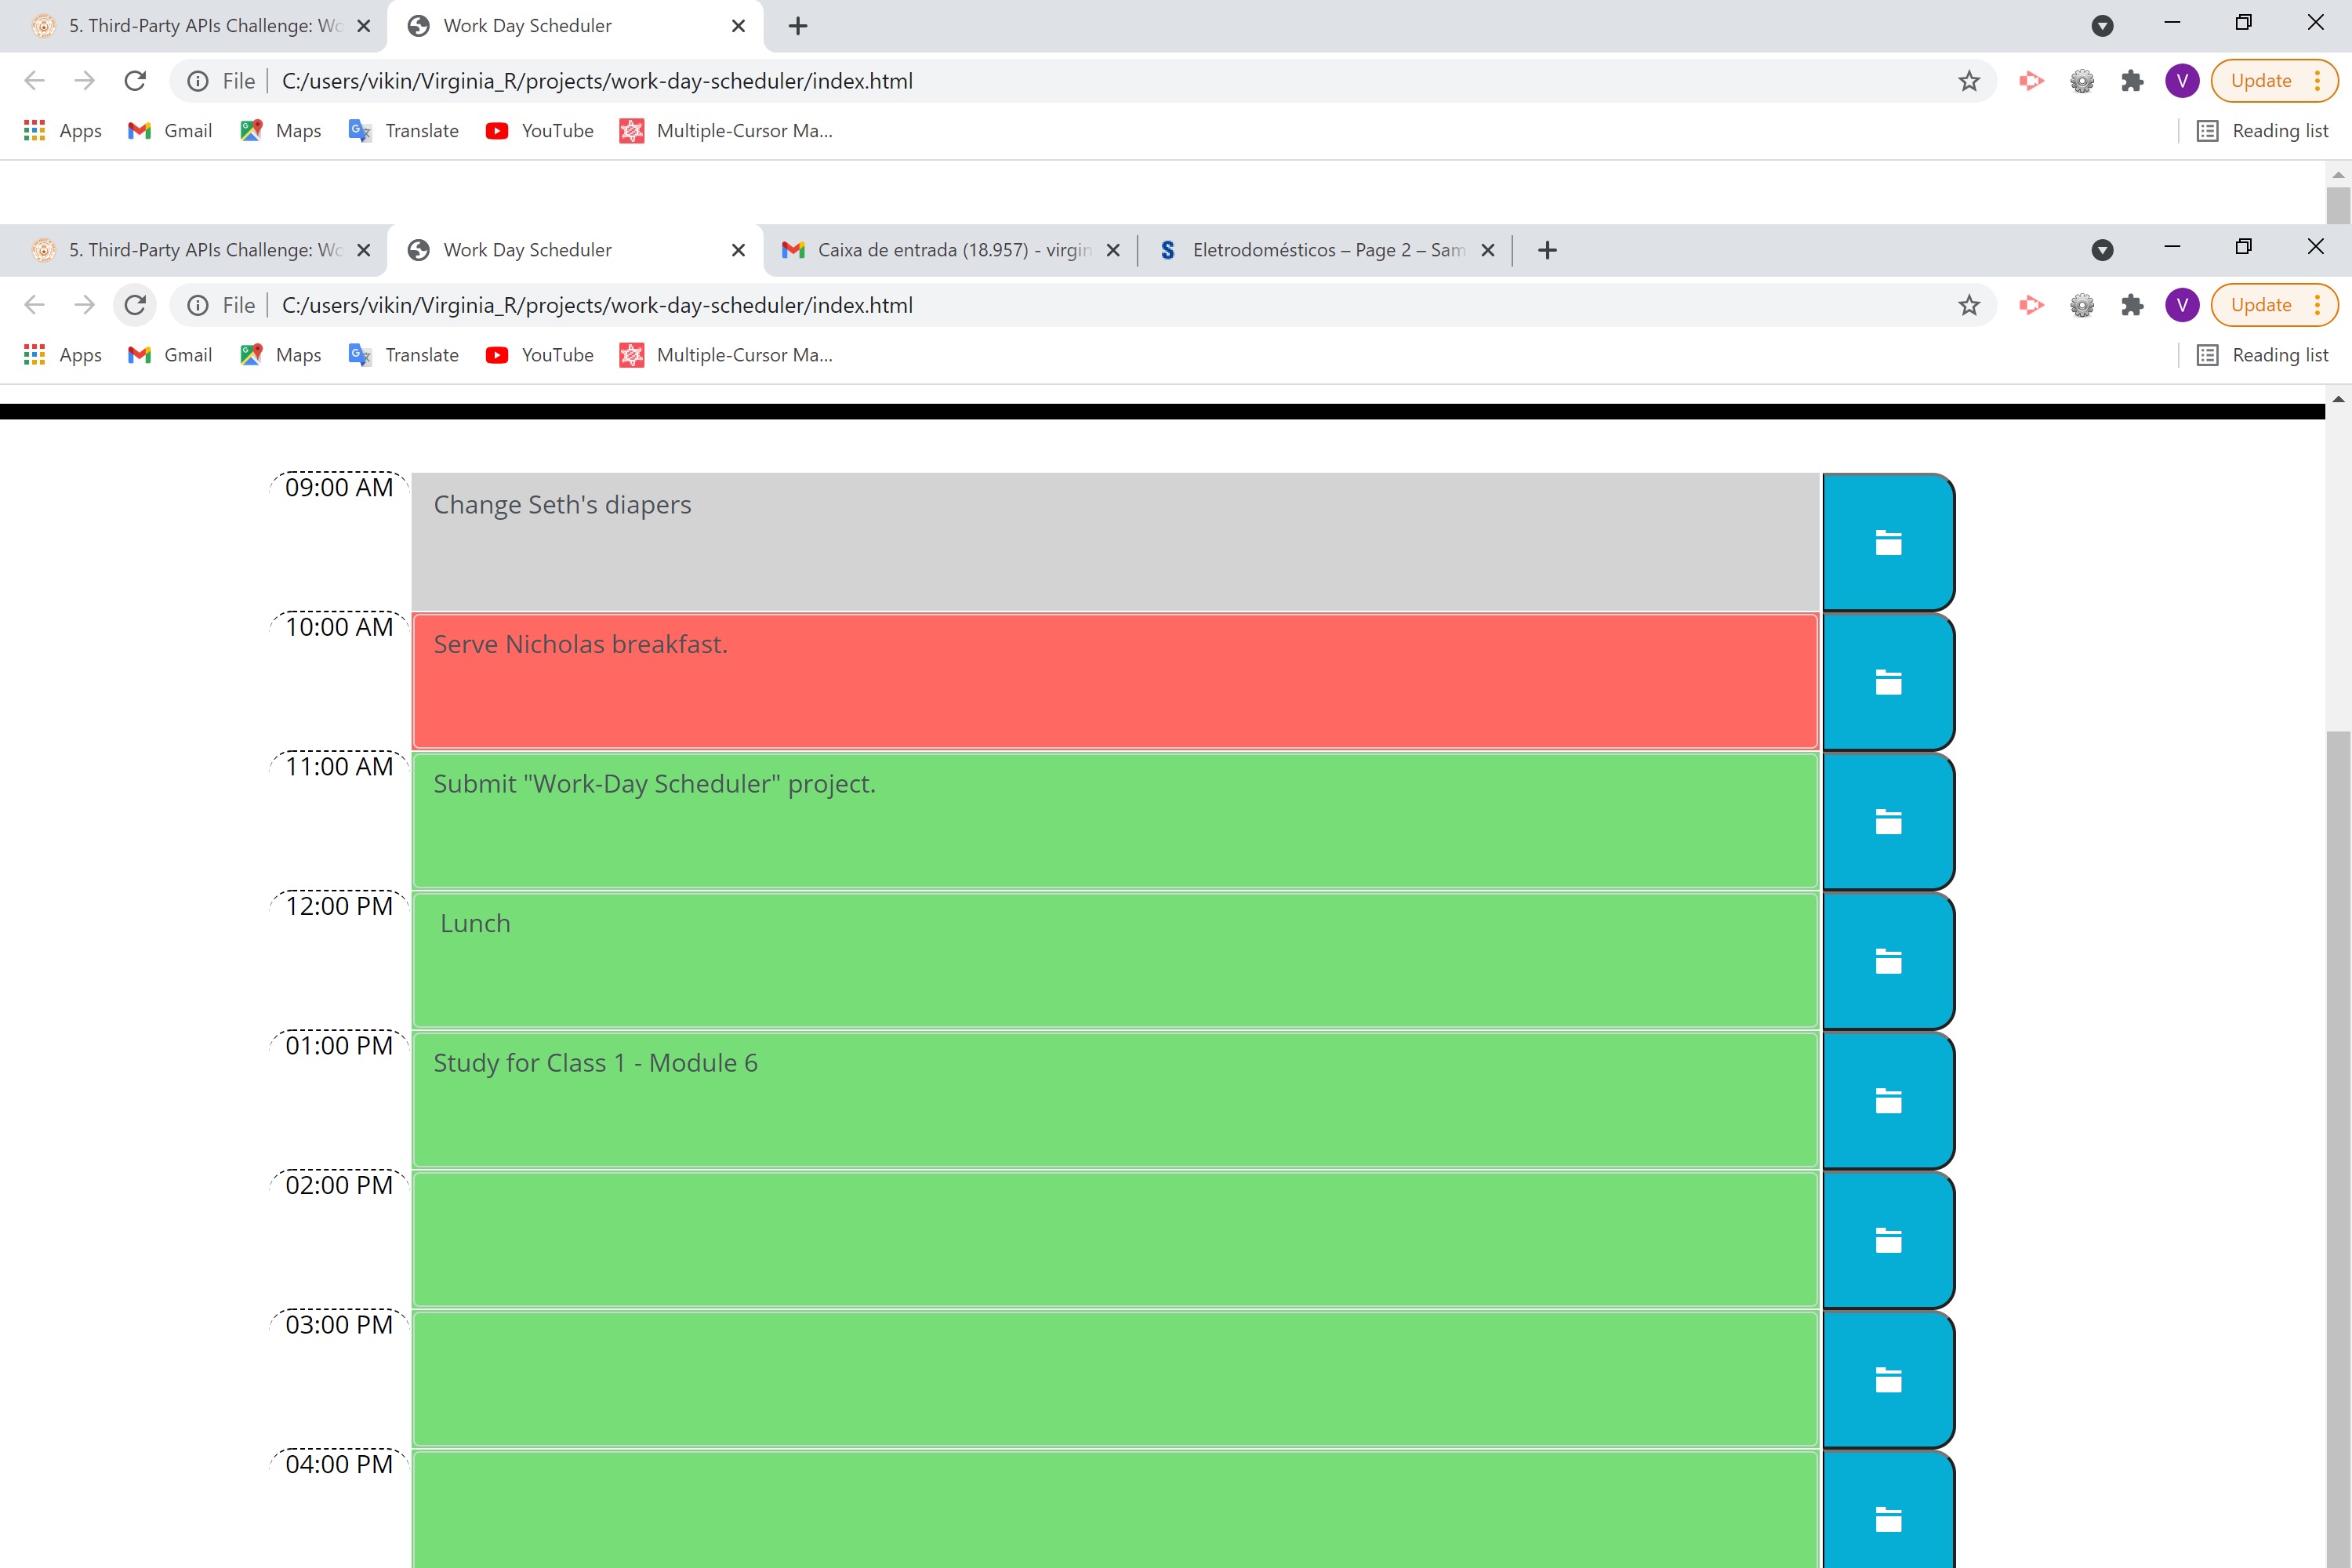 5. Third-Party APIs Challenge: Wo
Work Day Scheduler
File C:/users/vikin/Virginia_R/projects/work-day-scheduler/index.html
V Update
Apps Gmail Maps Translate YouTube Multiple-Cursor Ma... Reading list
5. Third-Party APIs Challenge: Wo
Work Day Scheduler
Caixa de entrada (18.957) - virgin
S Eletrodomésticos – Page 2 – Sam
File C:/users/vikin/Virginia_R/projects/work-day-scheduler/index.html
V Update
Apps Gmail Maps Translate YouTube Multiple-Cursor Ma... Reading list
09:00 AM Change Seth's diapers
10:00 AM Serve Nicholas breakfast.
11:00 AM Submit "Work-Day Scheduler" project.
12:00 PM Lunch
01:00 PM Study for Class 1 - Module 6
02:00 PM
03:00 PM
04:00 PM